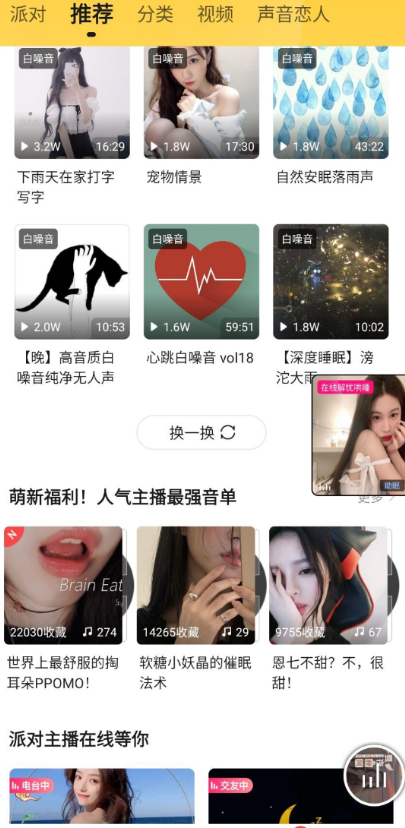 派对 推荐 分类 视频 声音恋人
白噪音 白噪音 白噪音
3.2W 16:29 1.8W 17:30 1.8W 43:22
下雨天在家打字 宠物情景 自然安眠落雨声
写字
白噪音 白噪音 白噪音
2.0W 10:53 1.6W 59:51 1.8W 10:02
【晚】高音质白 心跳白噪音 vol18 【深度睡眠】滂
噪音纯净无人声 沱大雨
在线解忧哄睡
换一换
助眠
萌新福利！人气主播最强音单 更多
N
Brain Eat
22030收藏 274 14265收藏 29 9755收藏 67
世界上最舒服的掏 软糖小妖晶的催眠 恩七不甜？不，很
耳朵PPOMO！ 法术 甜！
派对主播在线等你
电台中 交友中